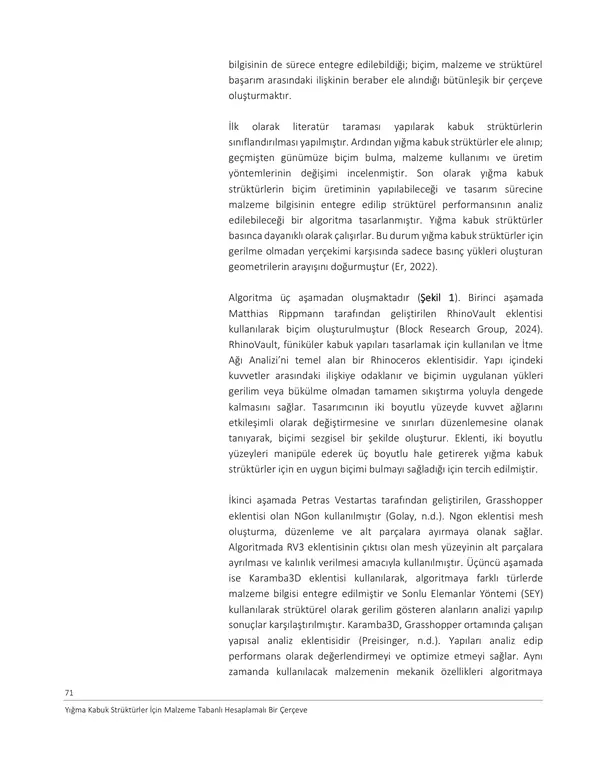 bilgisinin de sürece entegre edilebildiği; biçim, malzeme ve strüktürel
başarım arasındaki ilişkinin beraber ele alındığı bütünleşik bir çerçeve
oluşturmaktır.
İlk olarak literatür taraması yapılarak kabuk strüktürlerin
sınıflandırılması yapılmıştır. Ardından yığma kabuk strüktürler ele alınıp;
geçmişten günümüze biçim bulma, malzeme kullanımı ve üretim
yöntemlerinin değişimi incelenmiştir. Son olarak yığma kabuk
strüktürlerin biçim üretiminin yapılabileceği ve tasarım sürecine
malzeme bilgisinin entegre edilip strüktürel performansının analiz
edilebileceği bir algoritma tasarlanmıştır. Yığma kabuk strüktürler
basınca dayanıklı olarak çalışırlar. Bu durum yığma kabuk strüktürler için
gerilme olmadan yerçekimi karşısında sadece basınç yükleri oluşturan
geometrilerin arayışını doğurmuştur (Er, 2022).
Algoritma üç aşamadan oluşmaktadır (Şekil 1). Birinci aşamada
Matthias Rippmann tarafından geliştirilen RhinoVault eklentisi
kullanılarak biçim oluşturulmuştur (Block Research Group, 2024).
RhinoVault, füniküler kabuk yapıları tasarlamak için kullanılan ve İtme
Ağı Analizi’ni temel alan bir Rhinoceros eklentisidir. Yapı içindeki
kuvvetler arasındaki ilişkiye odaklanır ve biçimin uygulanan yükleri
gerilim veya bükülme olmadan tamamen sıkıştırma yoluyla dengede
kalmasını sağlar. Tasarımcının iki boyutlu yüzeyde kuvvet ağlarını
etkileşimli olarak değiştirmesine ve sınırları düzenlemesine olanak
tanıyarak, biçimi sezgisel bir şekilde oluşturur. Eklenti, iki boyutlu
yüzeyleri manipüle ederek üç boyutlu hale getirerek yığma kabuk
strüktürler için en uygun biçimi bulmayı sağladığı için tercih edilmiştir.
İkinci aşamada Petras Vestartas tarafından geliştirilen, Grasshopper
eklentisi olan NGon kullanılmıştır (Golay, n.d.). Ngon eklentisi mesh
oluşturma, düzenleme ve alt parçalara ayırmaya olanak sağlar.
Algoritmada RV3 eklentisinin çıktısı olan mesh yüzeyinin alt parçalara
ayrılması ve kalınlık verilmesi amacıyla kullanılmıştır. Üçüncü aşamada
ise Karamba3D eklentisi kullanılarak, algoritmaya farklı türlerde
malzeme bilgisi entegre edilmiştir ve Sonlu Elemanlar Yöntemi (SEY)
kullanılarak strüktürel olarak gerilim gösteren alanların analizi yapılıp
sonuçlar karşılaştırılmıştır. Karamba3D, Grasshopper ortamında çalışan
yapısal analiz eklentisidir (Preisinger, n.d.). Yapıları analiz edip
performans olarak değerlendirmeyi ve optimize etmeyi sağlar. Aynı
zamanda kullanılacak malzemenin mekanik özellikleri algoritmaya
71
Yığma Kabuk Strüktürler İçin Malzeme Tabanlı Hesaplamalı Bir Çerçeve